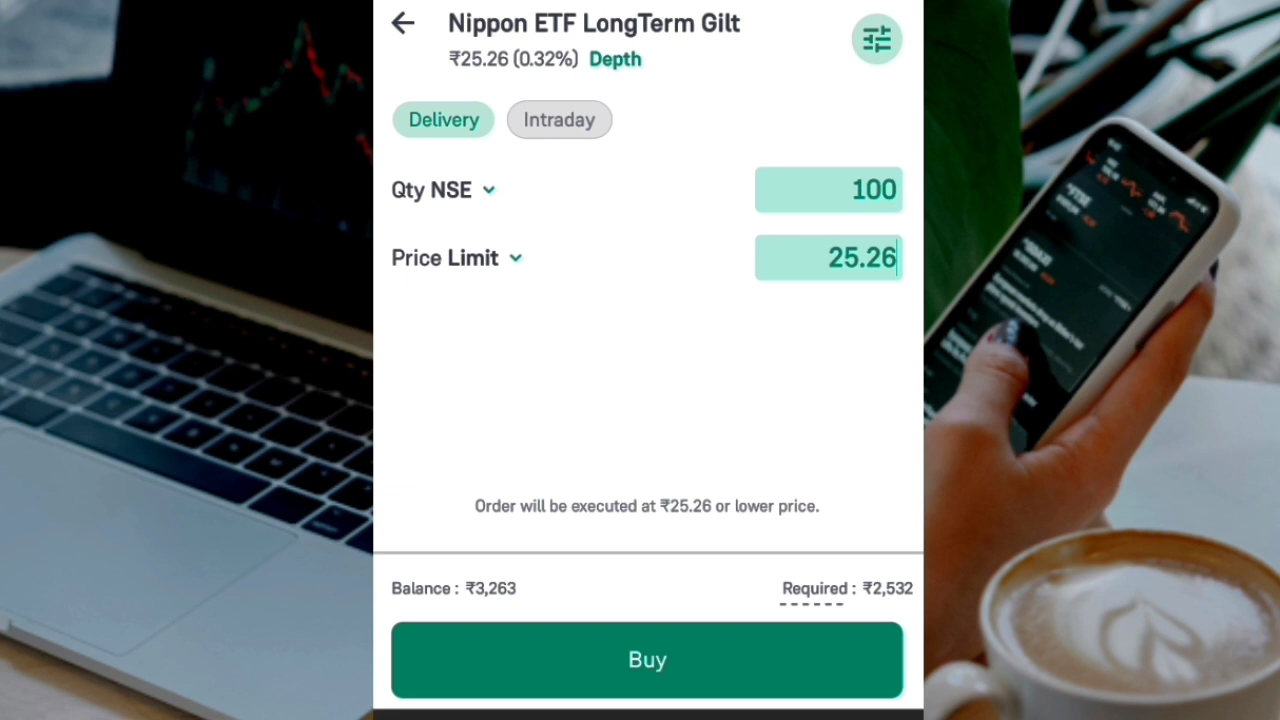 Nippon ETF LongTerm Gilt
₹25.26 (0.32%) Depth
Delivery Intraday
Qty NSE 100
Price Limit 25.26
Order will be executed at ₹25.26 or lower price.
Balance : ₹3,263 Required : ₹2,532
Buy